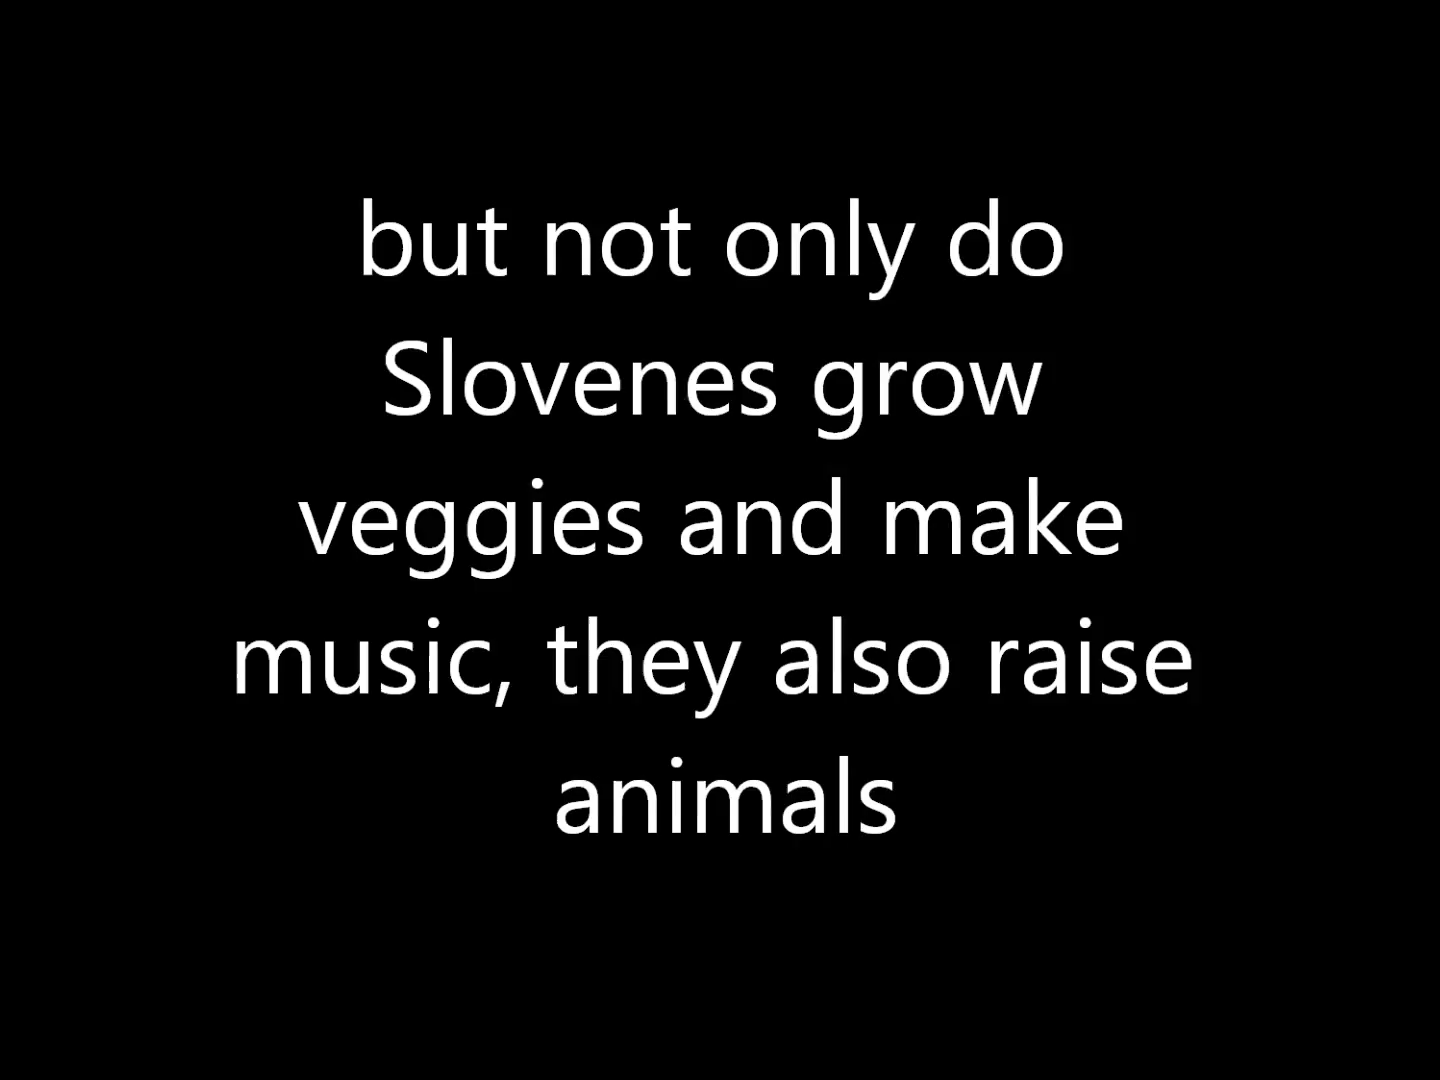 but not only do
Slovenes grow
veggies and make
music, they also raise
animals